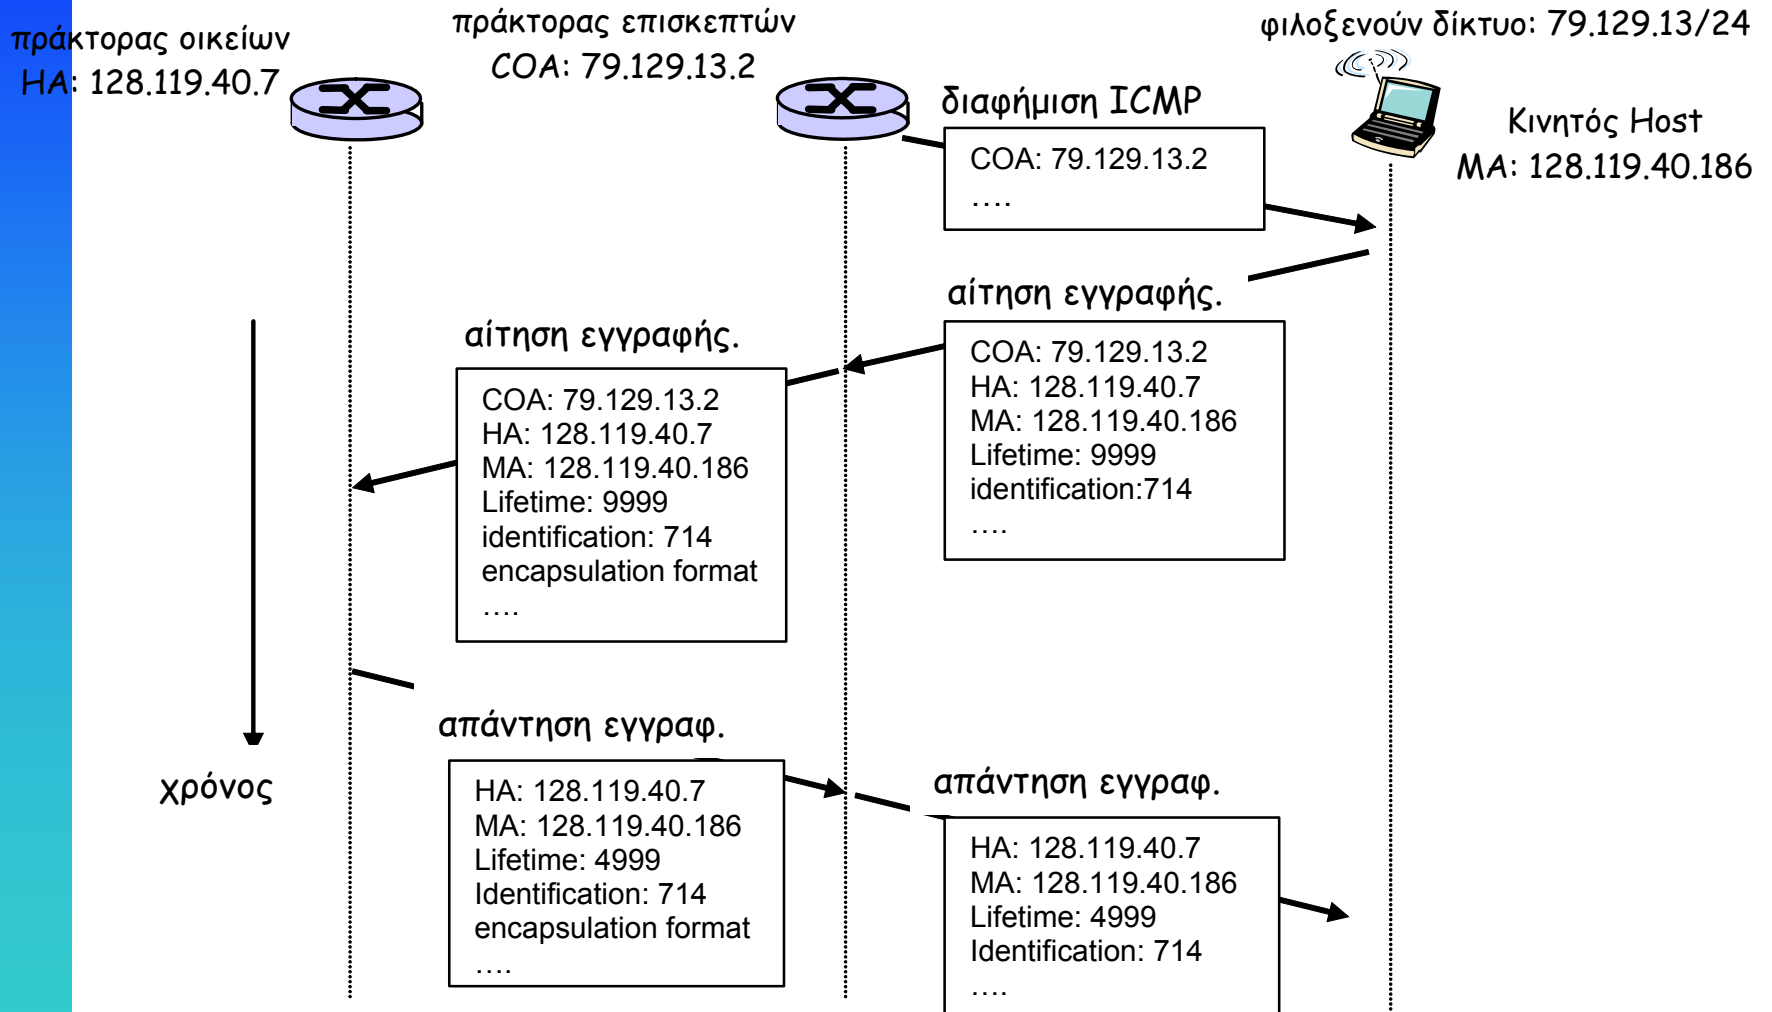 πράκτορας οικείων
HA: 128.119.40.7
πράκτορας επισκεπτών
COA: 79.129.13.2
φιλοξενούν δίκτυο: 79.129.13/24
Κινητός Host
MA: 128.119.40.186
διαφήμιση ICMP
COA: 79.129.13.2
....
αίτηση εγγραφής.
COA: 79.129.13.2
HA: 128.119.40.7
MA: 128.119.40.186
Lifetime: 9999
identification:714
....
αίτηση εγγραφής.
COA: 79.129.13.2
HA: 128.119.40.7
MA: 128.119.40.186
Lifetime: 9999
identification: 714
encapsulation format
....
χρόνος
απάντηση εγγραφ.
HA: 128.119.40.7
MA: 128.119.40.186
Lifetime: 4999
Identification: 714
encapsulation format
....
απάντηση εγγραφ.
HA: 128.119.40.7
MA: 128.119.40.186
Lifetime: 4999
Identification: 714
....